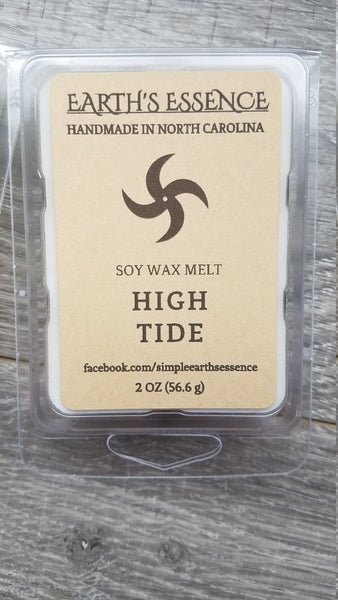 EARTH'S ESSENCE
HANDMADE IN NORTH CAROLINA
SOY WAX MELT
HIGH
TIDE
facebook.com/simpleearthsessence
2 OZ (56.6 g)